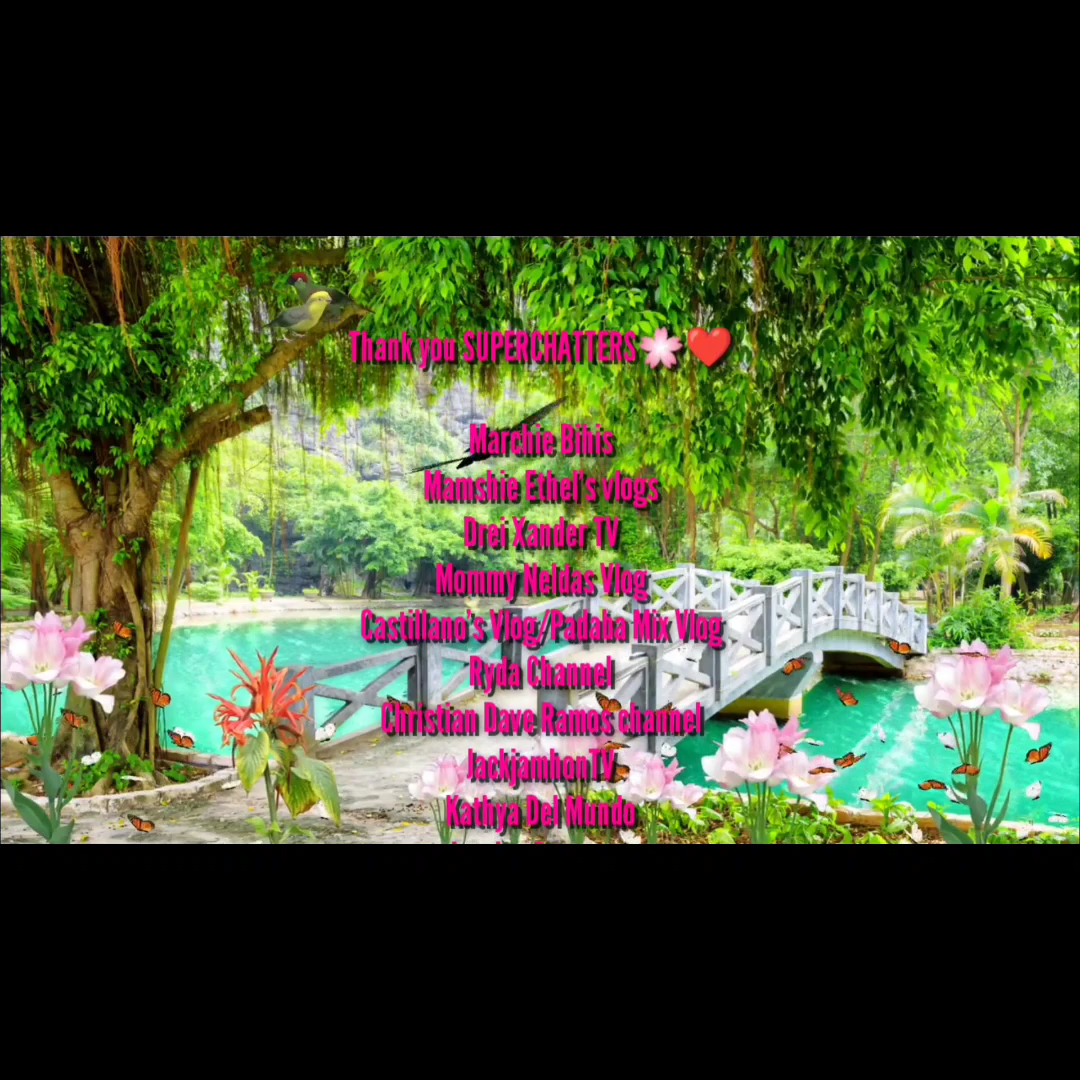 Thank you SUPERCHATTERS🌸❤️
Marchie Bihis
Mamshie Ethel's vlogs
Drei Xander TV
Mommy Neldas Vlog
Castillano's Vlog/Padaba Mix Vlog
Ryda Channel
Christian Dave Ramos channel
JackjamhonTV
Kathya Del Mundo